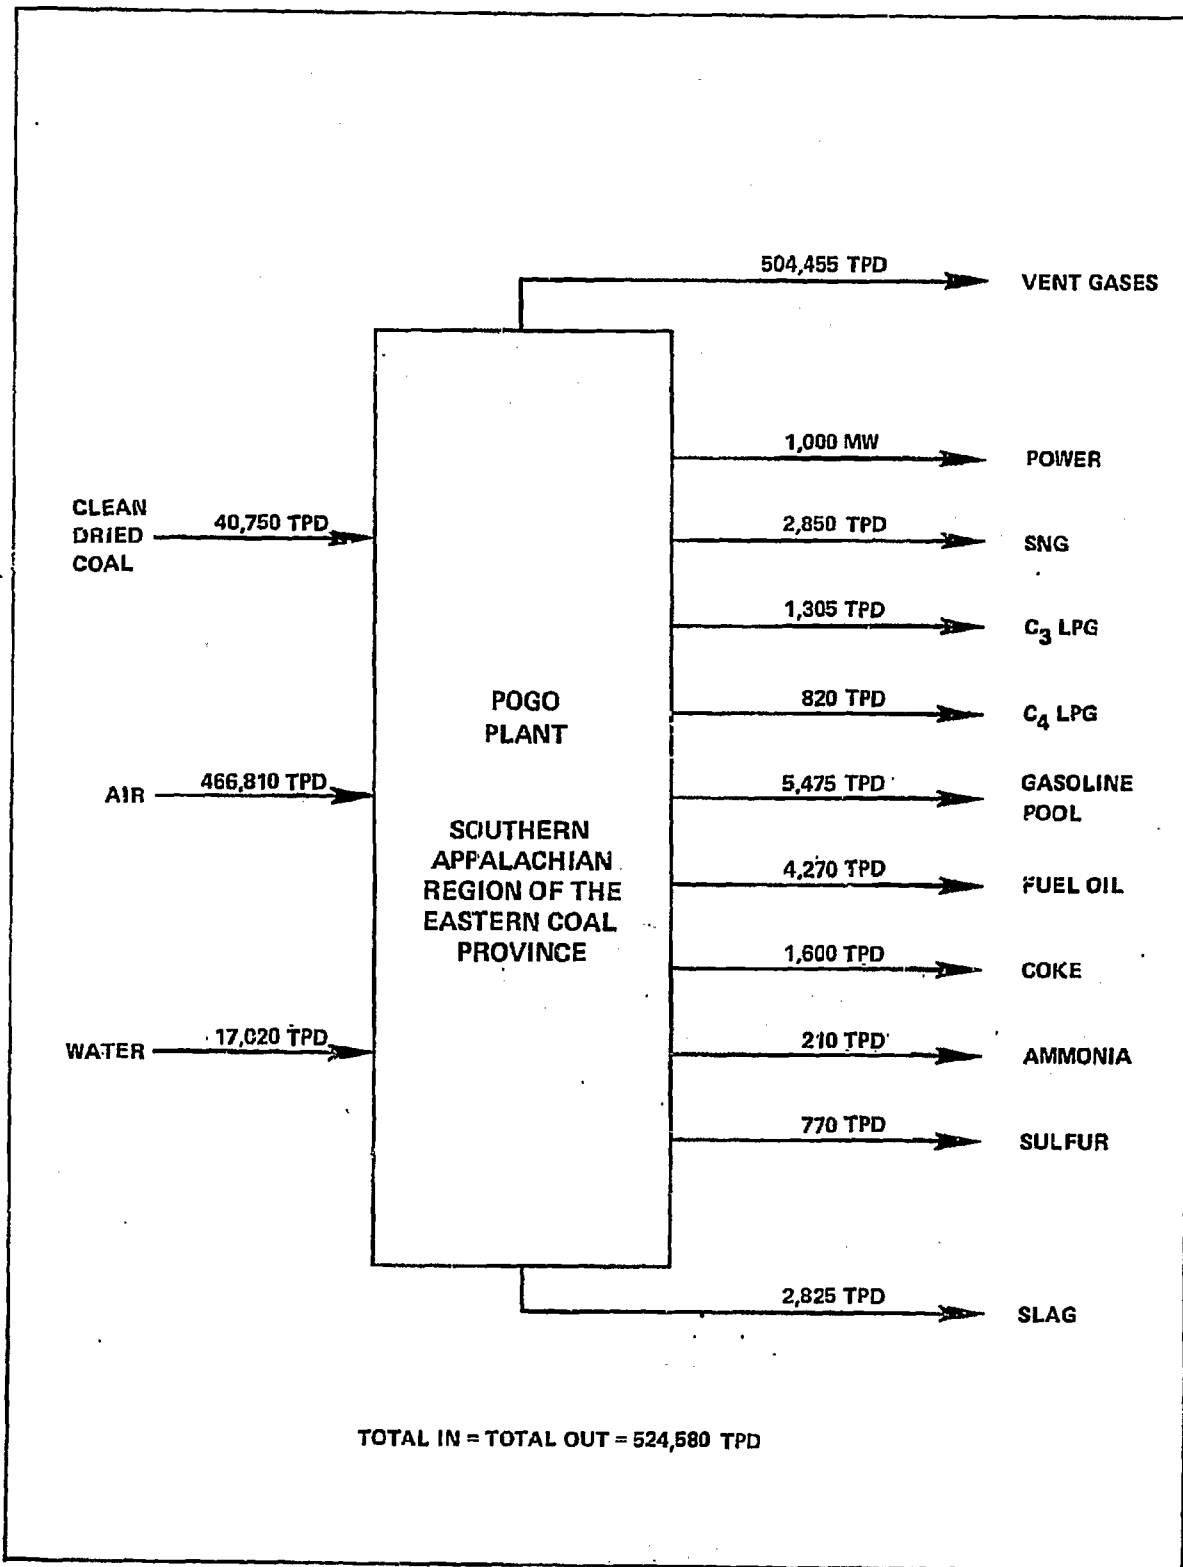 504,455 TPD
VENT GASES
1,000 MW
POWER
CLEAN
DRIED
COAL
40,750 TPD
2,850 TPD
SNG
1,305 TPD
C3 LPG
820 TPD
C4 LPG
POGO
PLANT
AIR
466,810 TPD
5,475 TPD
GASOLINE
POOL
SOUTHERN
APPALACHIAN
REGION OF THE
EASTERN COAL
PROVINCE
4,270 TPD
FUEL OIL
1,600 TPD
COKE
WATER
17,020 TPD
210 TPD
AMMONIA
770 TPD
SULFUR
2,825 TPD
SLAG
TOTAL IN = TOTAL OUT = 524,580 TPD